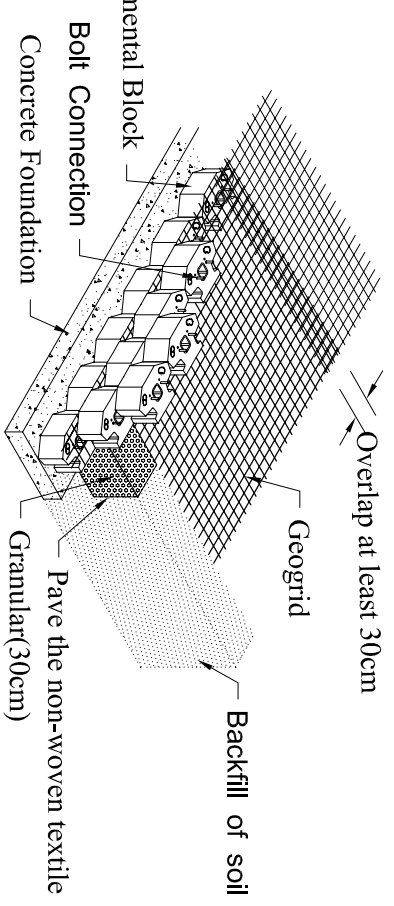 mental Block
Bolt Connection
Concrete Foundation
Overlap at least 30cm
Geogrid
Backfill of soil
Pave the non-woven textile
Granular(30cm)